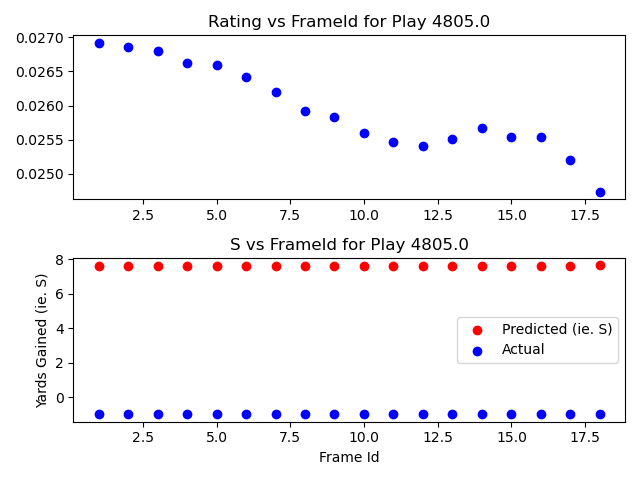 Rating vs FrameId for Play 4805.0
0.0270
0.0265
0.0260
0.0255
0.0250
2.5 5.0 7.5 10.0 12.5 15.0 17.5
S vs FrameId for Play 4805.0
Yards Gained (ie. S)
8
6
4
2
0
Predicted (ie. S)
Actual
2.5 5.0 7.5 10.0 12.5 15.0 17.5
Frame Id